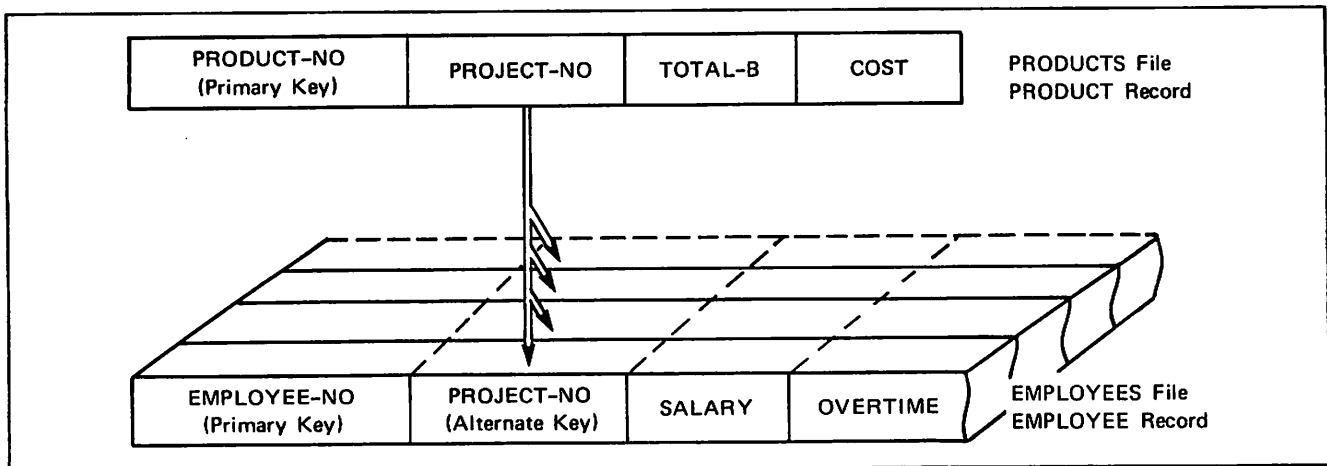 PRODUCT-NO
(Primary Key)
PROJECT-NO
TOTAL-B
COST
PRODUCTS File
PRODUCT Record
EMPLOYEE-NO
(Primary Key)
PROJECT-NO
(Alternate Key)
SALARY
OVERTIME
EMPLOYEES File
EMPLOYEE Record